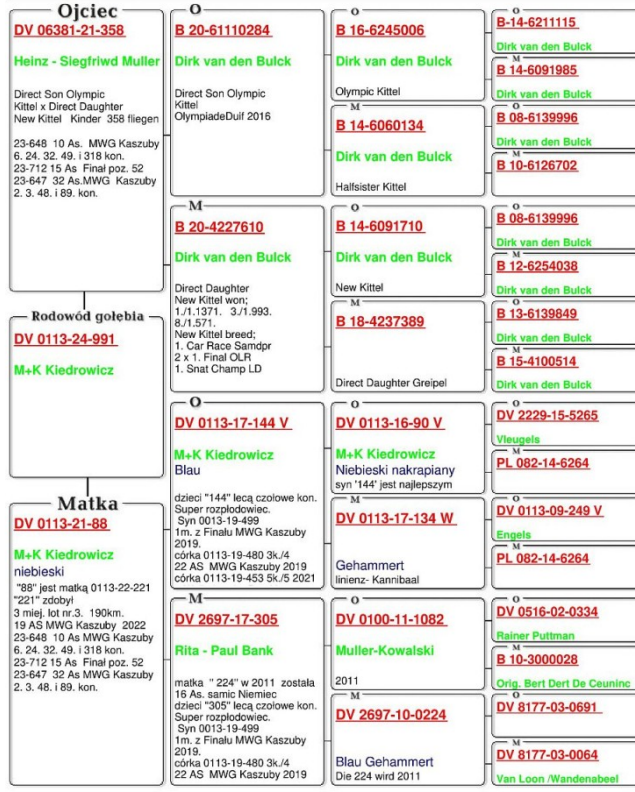 Ojciec
DV 06381-21-358
Heinz - Siegfriwd Muller
Direct Son Olympic
Kittel x Direct Daughter
New Kittel Kinder 358 fliegen
23-648 10 As. MWG Kaszuby
6. 24. 32. 49. i 318 kon.
23-712 15 As Finał poz. 52
23-647 32 As.MWG Kaszuby
2. 3. 48. i 89. kon.
Rodowód gołębia
DV 0113-24-991
M+K Kiedrowicz
Matka
DV 0113-21-88
M+K Kiedrowicz
niebieski
"88" jest matką 0113-22-221
"221" zdobył
3 miej. lot nr.3. 190km.
19 AS MWG Kaszuby 2022
23-648 10 As MWG Kaszuby
6. 24. 32. 49. i 318 kon.
23-712 15 As Finał poz. 52
23-647 32 As MWG Kaszuby
2. 3. 48. i 89. kon.
O
B 20-61110284
Dirk van den Bulck
Direct Son Olympic
Kittel
OlympiadeDuif 2016
M
B 20-4227610
Dirk van den Bulck
Direct Daughter
New Kittel won;
1./1.1371. 3./1.993.
8./1.571.
New Kittel breed;
1. Car Race Samdpr
2 x 1. Final OLR
1. Snat Champ LD
O
DV 0113-17-144 V
M+K Kiedrowicz
Blau
dzieci "144" lecą czołowe kon.
Super rozpłodowiec.
Syn 0013-19-499
1m. z Finału MWG Kaszuby
2019.
córka 0113-19-480 3k./4
22 AS MWG Kaszuby 2019
córka 0113-19-453 5k./5 2021
M
DV 2697-17-305
Rita - Paul Bank
matka " 224" w 2011 została
16 As. samic Niemiec
dzieci "305" lecą czołowe kon.
Super rozpłodowiec.
Syn 0013-19-499
1m. z Finału MWG Kaszuby
2019.
córka 0113-19-480 3k./4
22 AS MWG Kaszuby 2019
O
B 16-6245006
Dirk van den Bulck
Olympic Kittel
M
B 14-6060134
Dirk van den Bulck
Halfsister Kittel
O
B 14-6091710
Dirk van den Bulck
New Kittel
M
B 18-4237389
Direct Daughter Greipel
O
DV 0113-16-90 V
M+K Kiedrowicz
Niebieski nakrapiany
syn '144' jest najlepszym
M
DV 0113-17-134 W
Gehammert
linienz- Kannibaal
O
DV 0100-11-1082
Muller-Kowalski
2011
M
DV 2697-10-0224
Blau Gehammert
Die 224 wird 2011
O
B-14-6211115
Dirk van den Bulck
M
B 14-6091985
Dirk van den Bulck
O
B 08-6139996
Dirk van den Bulck
M
B 10-6126702
O
B 08-6139996
Dirk van den Bulck
M
B 12-6254038
Dirk van den Bulck
O
B 13-6139849
Dirk van den Bulck
M
B 15-4100514
Dirk van den Bulck
O
DV 2229-15-5265
Vleugels
M
PL 082-14-6264
O
DV 0113-09-249 V
Engels
M
PL 082-14-6264
O
DV 0516-02-0334
Rainer Puttman
M
B 10-3000028
Orig. Bert Dert De Ceuninc
O
DV 8177-03-0691
M
DV 8177-03-0064
Van Loon /Wandenabeel